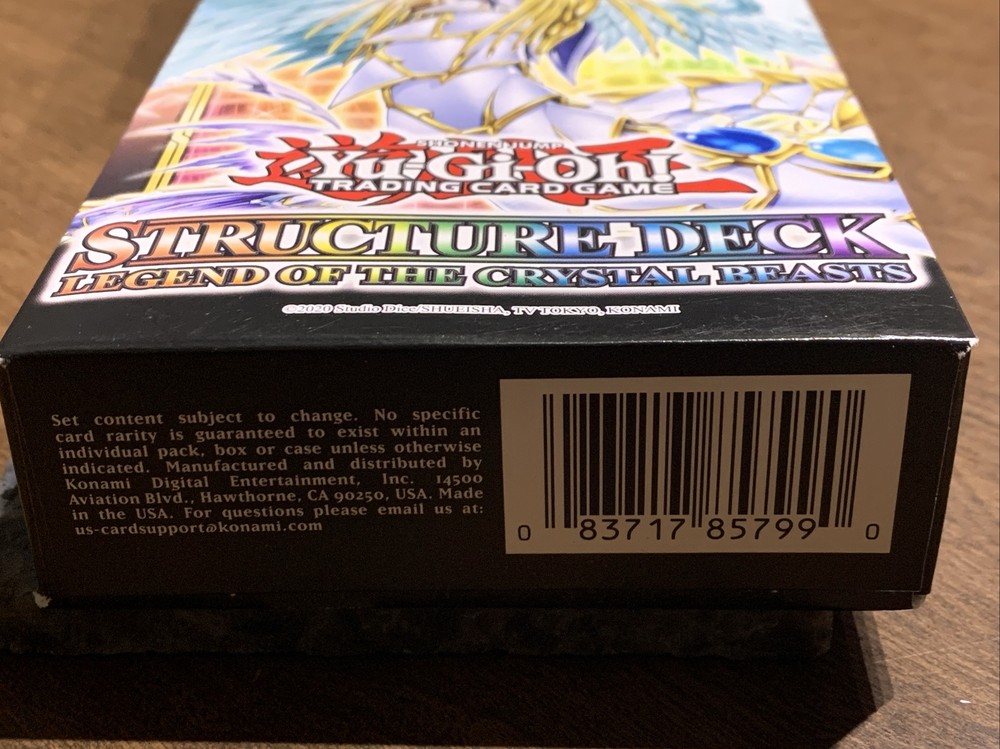 SHONEN JUMP
Yu-Gi-Oh!
TRADING CARD GAME
STRUCTURE DECK
LEGEND OF THE CRYSTAL BEASTS
©2020 Studio Dice/SHUEISHA, TV TOKYO, KONAMI
Set content subject to change. No specific
card rarity is guaranteed to exist within an
individual pack, box or case unless otherwise
indicated. Manufactured and distributed by
Konami Digital Entertainment, Inc. 14500
Aviation Blvd., Hawthorne, CA 90250, USA. Made
in the USA. For questions please email us at:
us-cardsupport@konami.com
0 83717 85799 0